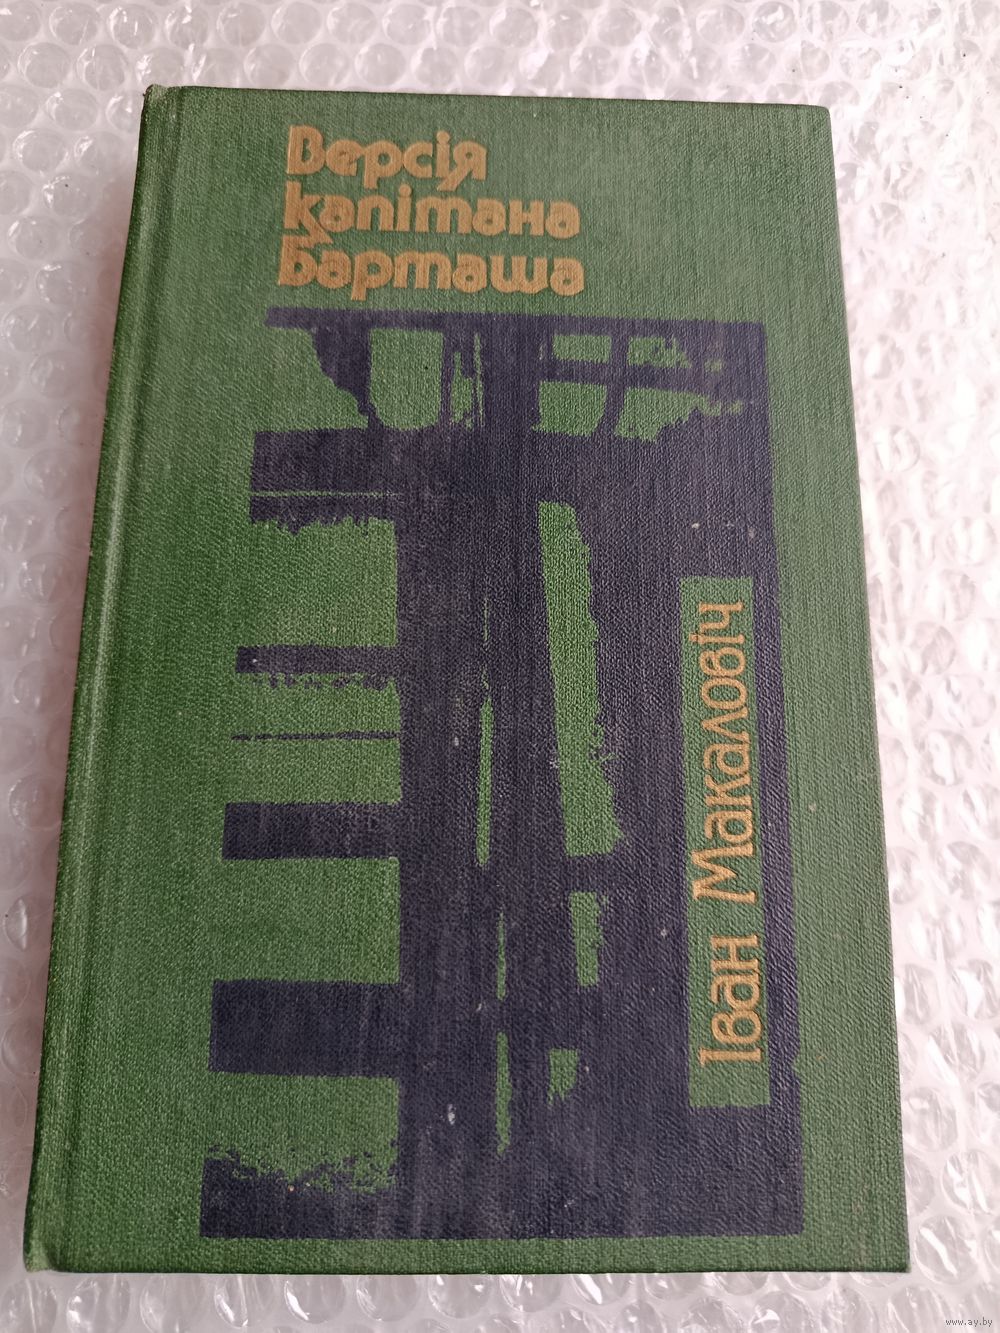 Версія
капітана
Барташа
Іван Макаловіч
www.ay.by